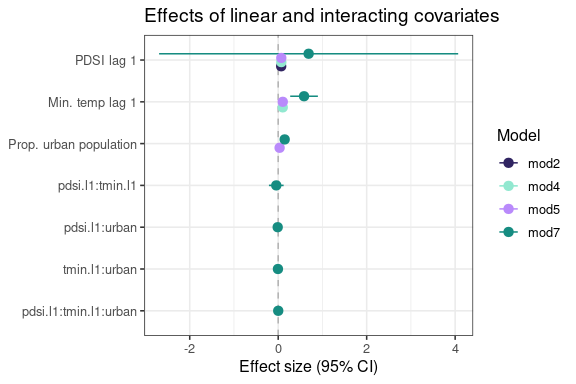 Effects of linear and interacting covariates
PDSI lag 1
Min. temp lag 1
Prop. urban population
pdsi.l1:tmin.l1
pdsi.l1:urban
tmin.l1:urban
pdsi.l1:tmin.l1:urban
-2 0 2 4
Effect size (95% CI)
Model
mod2
mod4
mod5
mod7